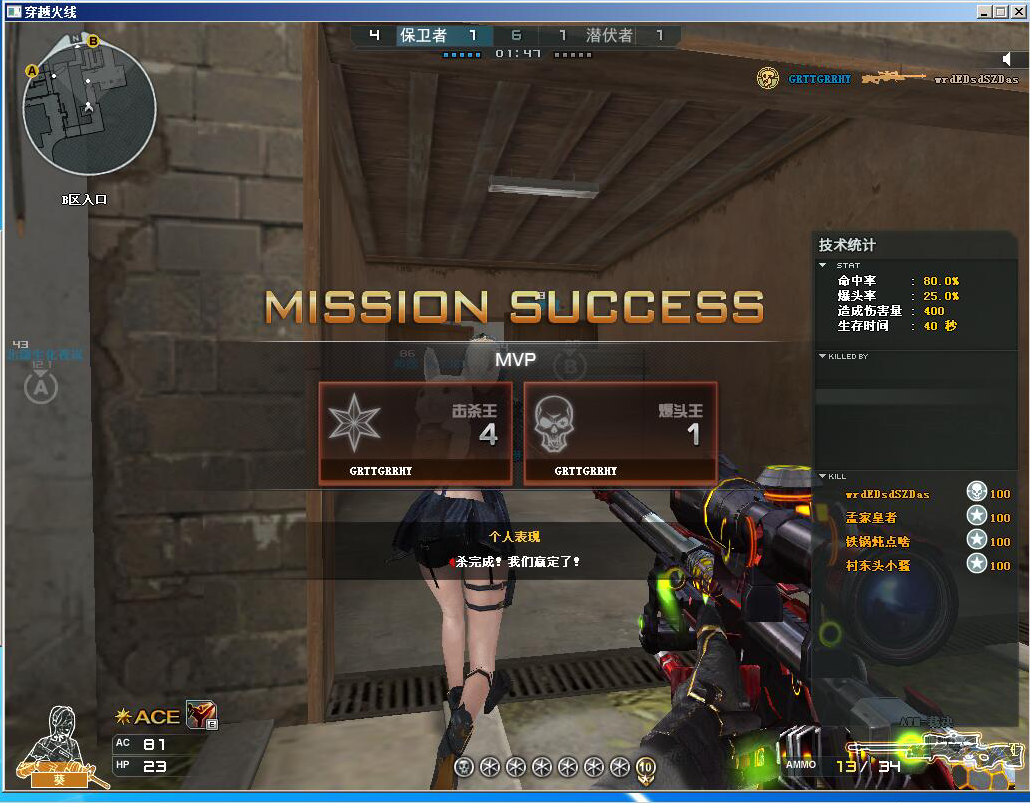 穿越火线
4 保卫者 1 6 1 潜伏者 1
01:47
N
B
A
GRTTGRRHY wrdEDsdSZDas
B区入口
技术统计
STAT
命中率 : 80.0%
爆头率 : 25.0%
造成伤害量 : 400
生存时间 : 40 秒
MISSION SUCCESS
43
A
86
B
MVP
KILLED BY
击杀王
4
GRTTGRRHY
爆头王
1
GRTTGRRHY
KILL
wrdEDsdSZDas 100
孟家皇者 100
铁锅炖点啥 100
村东头小骚 100
个人表现
杀完成! 我们赢定了!
ACE
E
AC 81
HP 23
葵
10
AMMO 13 / 34